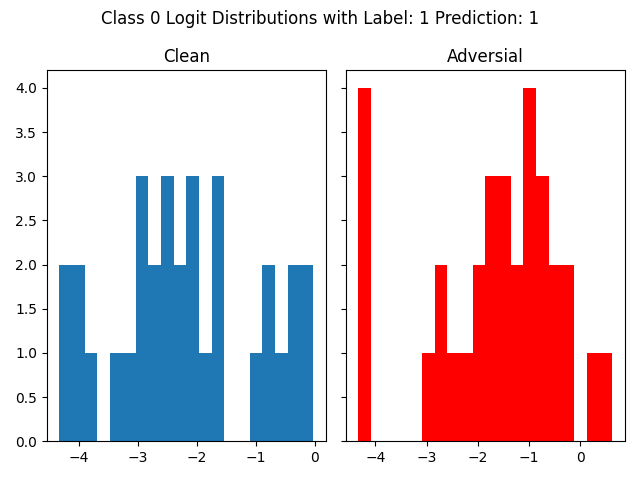 Class 0 Logit Distributions with Label: 1 Prediction: 1
Clean
Adversial
4.0
3.5
3.0
2.5
2.0
1.5
1.0
0.5
0.0
−4 −3 −2 −1 0
−4 −3 −2 −1 0